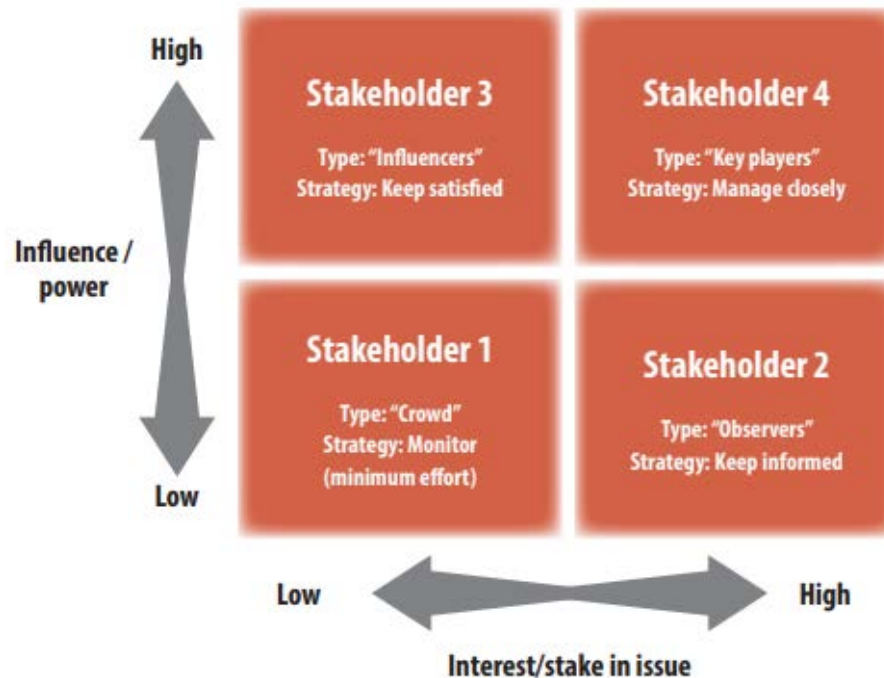 High
Influence /
power
Low
Stakeholder 3
Type: “Influencers”
Strategy: Keep satisfied
Stakeholder 4
Type: “Key players”
Strategy: Manage closely
Stakeholder 1
Type: “Crowd”
Strategy: Monitor
(minimum effort)
Stakeholder 2
Type: “Observers”
Strategy: Keep informed
Low
High
Interest/stake in issue